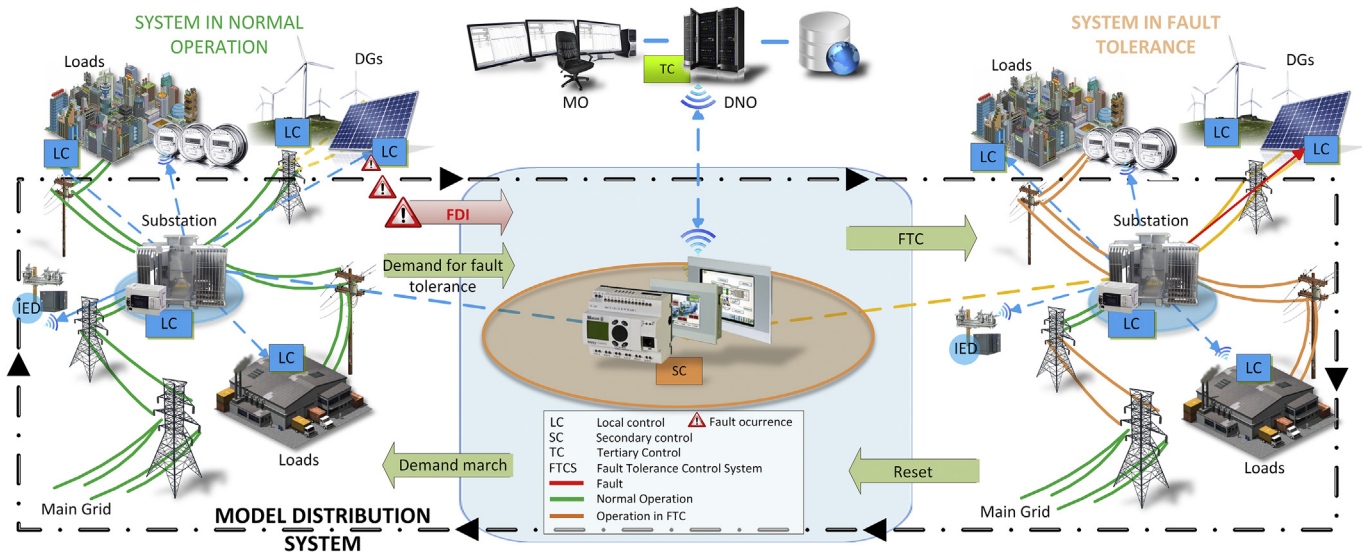 SYSTEM IN NORMAL
OPERATION
Loads
DGs
LC
LC
LC
Substation
IED
LC
LC
Loads
Main Grid
MODEL DISTRIBUTION
SYSTEM
MO
TC
DNO
FDI
Demand for fault
tolerance
Demand march
SC
FTC
Reset
LC Local control Fault ocurrence
SC Secondary control
TC Tertiary Control
FTCS Fault Tolerance Control System
Fault
Normal Operation
Operation in FTC
SYSTEM IN FAULT
TOLERANCE
Loads
DGs
LC
LC
LC
Substation
IED
LC
LC
Loads
Main Grid